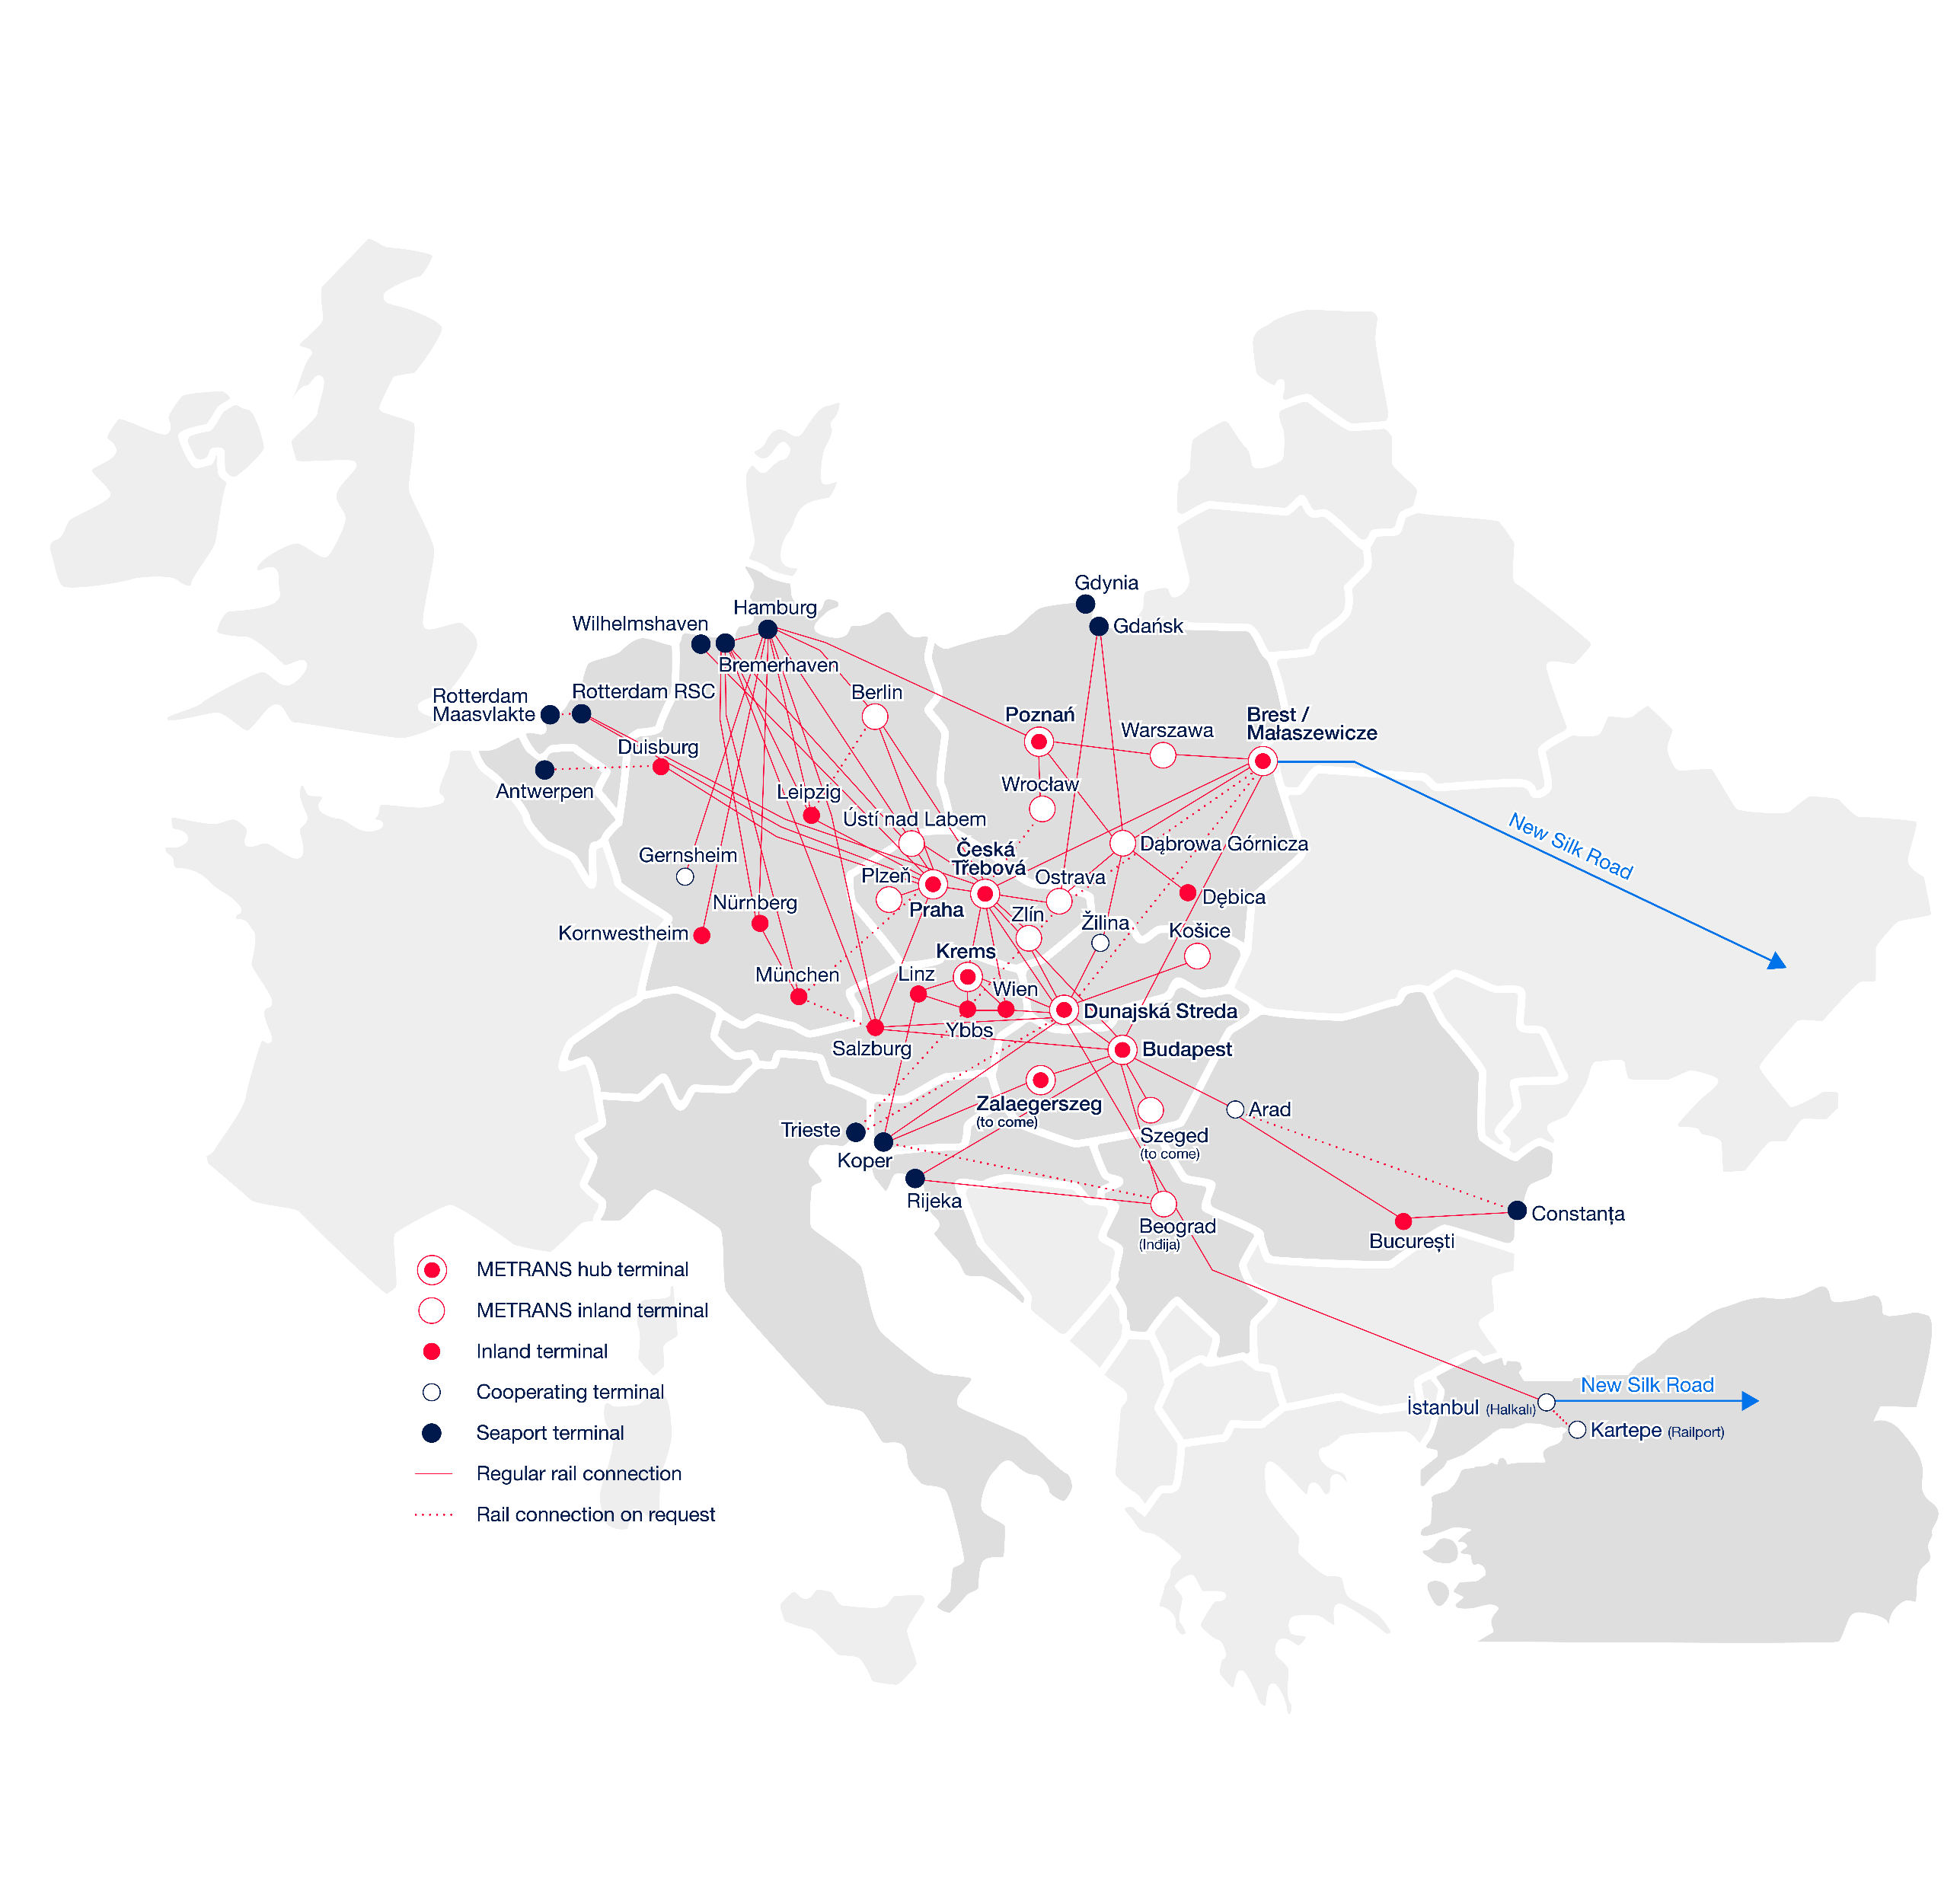 Gdynia
Gdańsk
Hamburg
Wilhelmshaven
Bremerhaven
Rotterdam
Maasvlakte
Rotterdam RSC
Berlin
Poznań
Warszawa
Brest /
Małaszewicze
Duisburg
Antwerpen
Leipzig
Wrocław
New Silk Road
Ústí nad Labem
Česká
Třebová
Dąbrowa Górnicza
Gernsheim
Plzeň
Ostrava
Dębica
Nürnberg
Praha
Zlín
Žilina
Košice
Kornwestheim
Krems
München
Linz
Wien
Dunajská Streda
Ybbs
Salzburg
Budapest
Zalaegerszeg
(to come)
Arad
Trieste
Szeged
(to come)
Koper
Rijeka
Beograd
(Inđija)
Constanța
București
METRANS hub terminal
METRANS inland terminal
Inland terminal
Cooperating terminal
Seaport terminal
Regular rail connection
Rail connection on request
New Silk Road
İstanbul (Halkalı)
Kartepe (Railport)